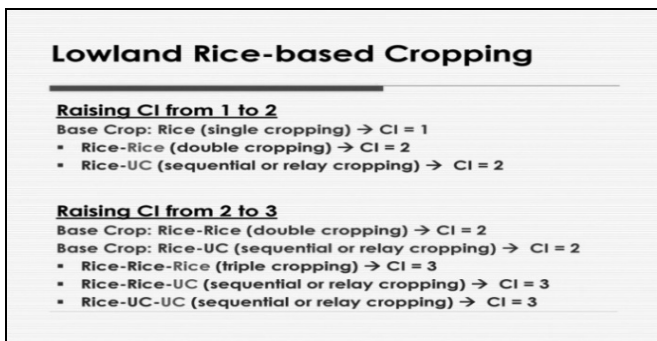 Lowland Rice-based Cropping
Raising CI from 1 to 2
Base Crop: Rice (single cropping) → CI = 1
▪ Rice-Rice (double cropping) → CI = 2
▪ Rice-UC (sequential or relay cropping) → CI = 2
Raising CI from 2 to 3
Base Crop: Rice-Rice (double cropping) → CI = 2
Base Crop: Rice-UC (sequential or relay cropping) → CI = 2
▪ Rice-Rice-Rice (triple cropping) → CI = 3
▪ Rice-Rice-UC (sequential or relay cropping) → CI = 3
▪ Rice-UC-UC (sequential or relay cropping) → CI = 3